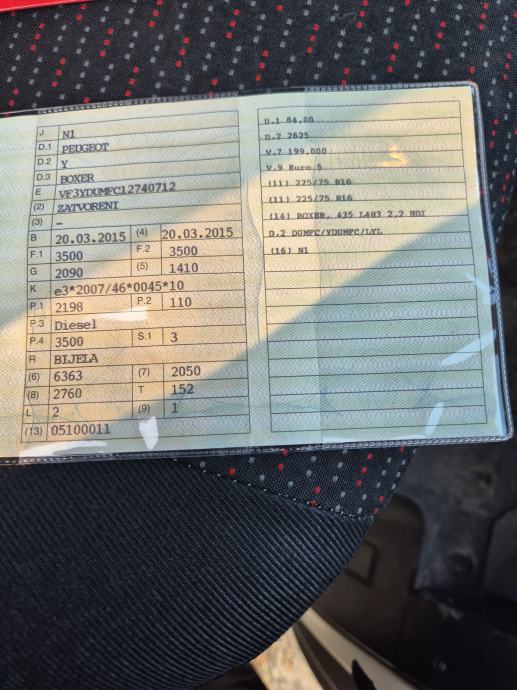 J N1
D.1 PEUGEOT
D.2 Y
D.3 BOXER
E VF3YDUMFC12740712
(2) ZATVORENI
(3) –
B 20.03.2015 (4) 20.03.2015
F.1 3500 F.2 3500
G 2090 (5) 1410
K e3*2007/46*0045*10
P.1 2198 P.2 110
P.3 Diesel
P.4 3500 S.1 3
R BIJELA
(6) 6363 (7) 2050
(8) 2760 T 152
L 2 (9) 1
(13) 05100011
U.1 84,00
U.2 2625
V.7 199,000
V.9 Euro 5
(11) 225/75 R16
(11) 225/75 R16
(14) BOXER, 435 L4H3 2,2 HDI
D.2 DUMFC/YDUMFC/LVL
(16) N1